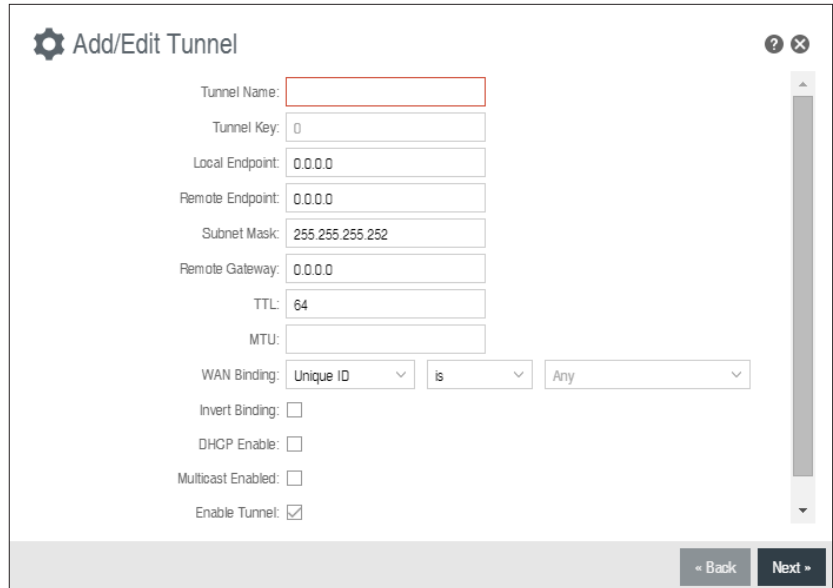 Add/Edit Tunnel
Tunnel Name:
Tunnel Key: 0
Local Endpoint: 0.0.0.0
Remote Endpoint: 0.0.0.0
Subnet Mask: 255.255.255.252
Remote Gateway: 0.0.0.0
TTL: 64
MTU:
WAN Binding: Unique ID is Any
Invert Binding:
DHCP Enable:
Multicast Enabled:
Enable Tunnel:
« Back Next »